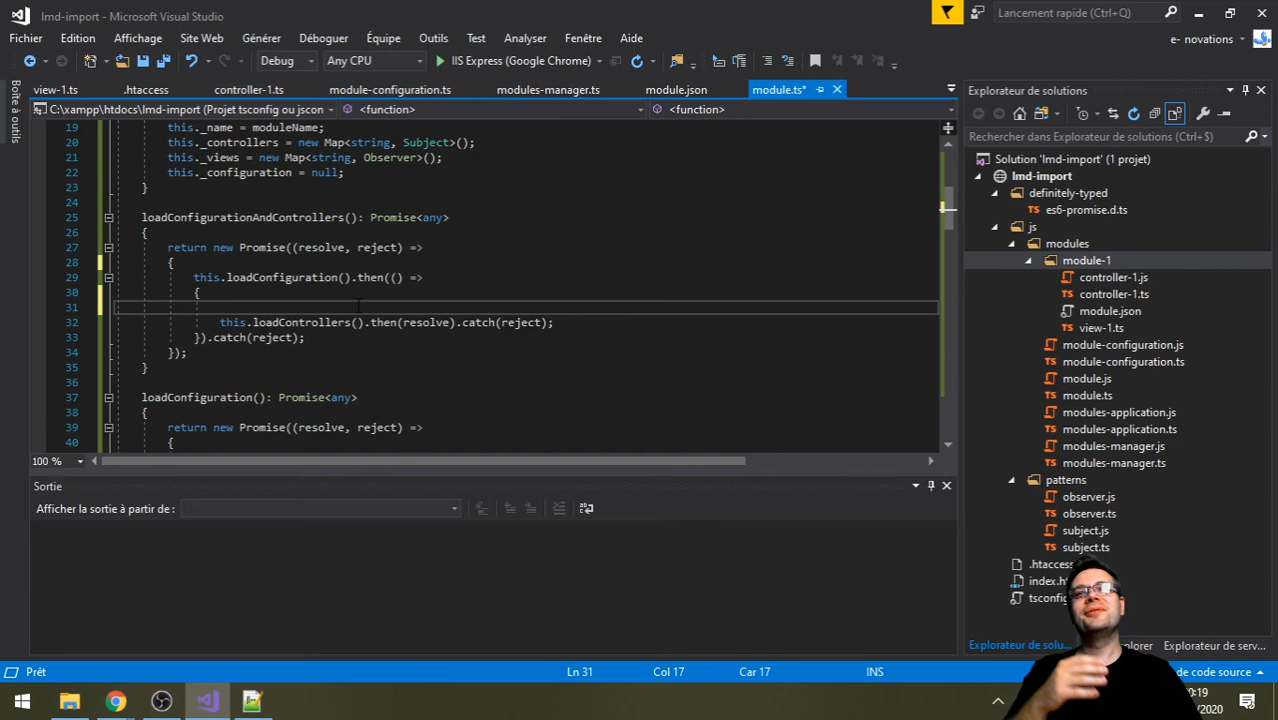 lmd-import - Microsoft Visual Studio
Lancement rapide (Ctrl+Q)
Fichier Edition Affichage Site Web Générer Déboguer Équipe Outils Test Analyser Fenêtre Aide
e- novations
Debug Any CPU IIS Express (Google Chrome)
Boîte à outils
view-1.ts .htaccess controller-1.ts module-configuration.ts modules-manager.ts module.json module.ts*
C:\xampp\htdocs\lmd-import (Projet tsconfig ou jscon <function> <function>
19 this._name = moduleName;
20 this._controllers = new Map<string, Subject>();
21 this._views = new Map<string, Observer>();
22 this._configuration = null;
23 }
24
25 loadConfigurationAndControllers(): Promise<any>
26 {
27 return new Promise((resolve, reject) =>
28 {
29 this.loadConfiguration().then(() =>
30 {
31
32 this.loadControllers().then(resolve).catch(reject);
33 }).catch(reject);
34 });
35 }
36
37 loadConfiguration(): Promise<any>
38 {
39 return new Promise((resolve, reject) =>
40 {
100 %
Sortie
Afficher la sortie à partir de :
Explorateur de solutions
Rechercher dans Explorateur de solutions (Ctrl+$)
Solution 'lmd-import' (1 projet)
lmd-import
definitely-typed
es6-promise.d.ts
js
modules
module-1
controller-1.js
controller-1.ts
module.json
view-1.ts
module-configuration.js
module-configuration.ts
module.js
module.ts
modules-application.js
modules-application.ts
modules-manager.js
modules-manager.ts
patterns
observer.js
observer.ts
subject.js
subject.ts
.htaccess
index.h
tsconfig
Explorateur de solu... Explorateur de serv...
Prêt Ln 31 Col 17 Car 17 INS de code source
0:19
/2020